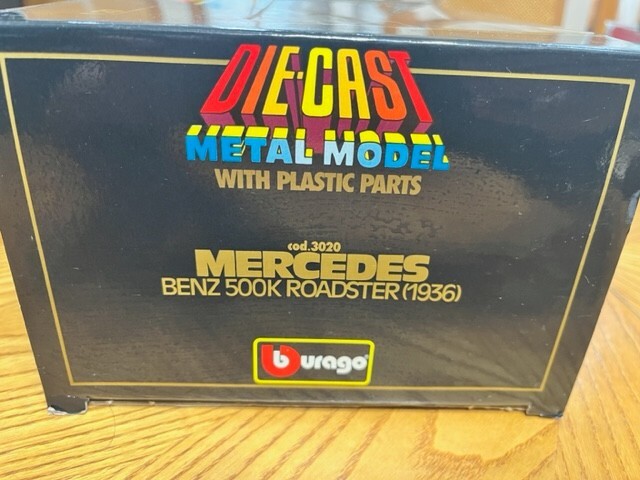 DIE-CAST
METAL MODEL
WITH PLASTIC PARTS
cod.3020
MERCEDES
BENZ 500K ROADSTER (1936)
burago